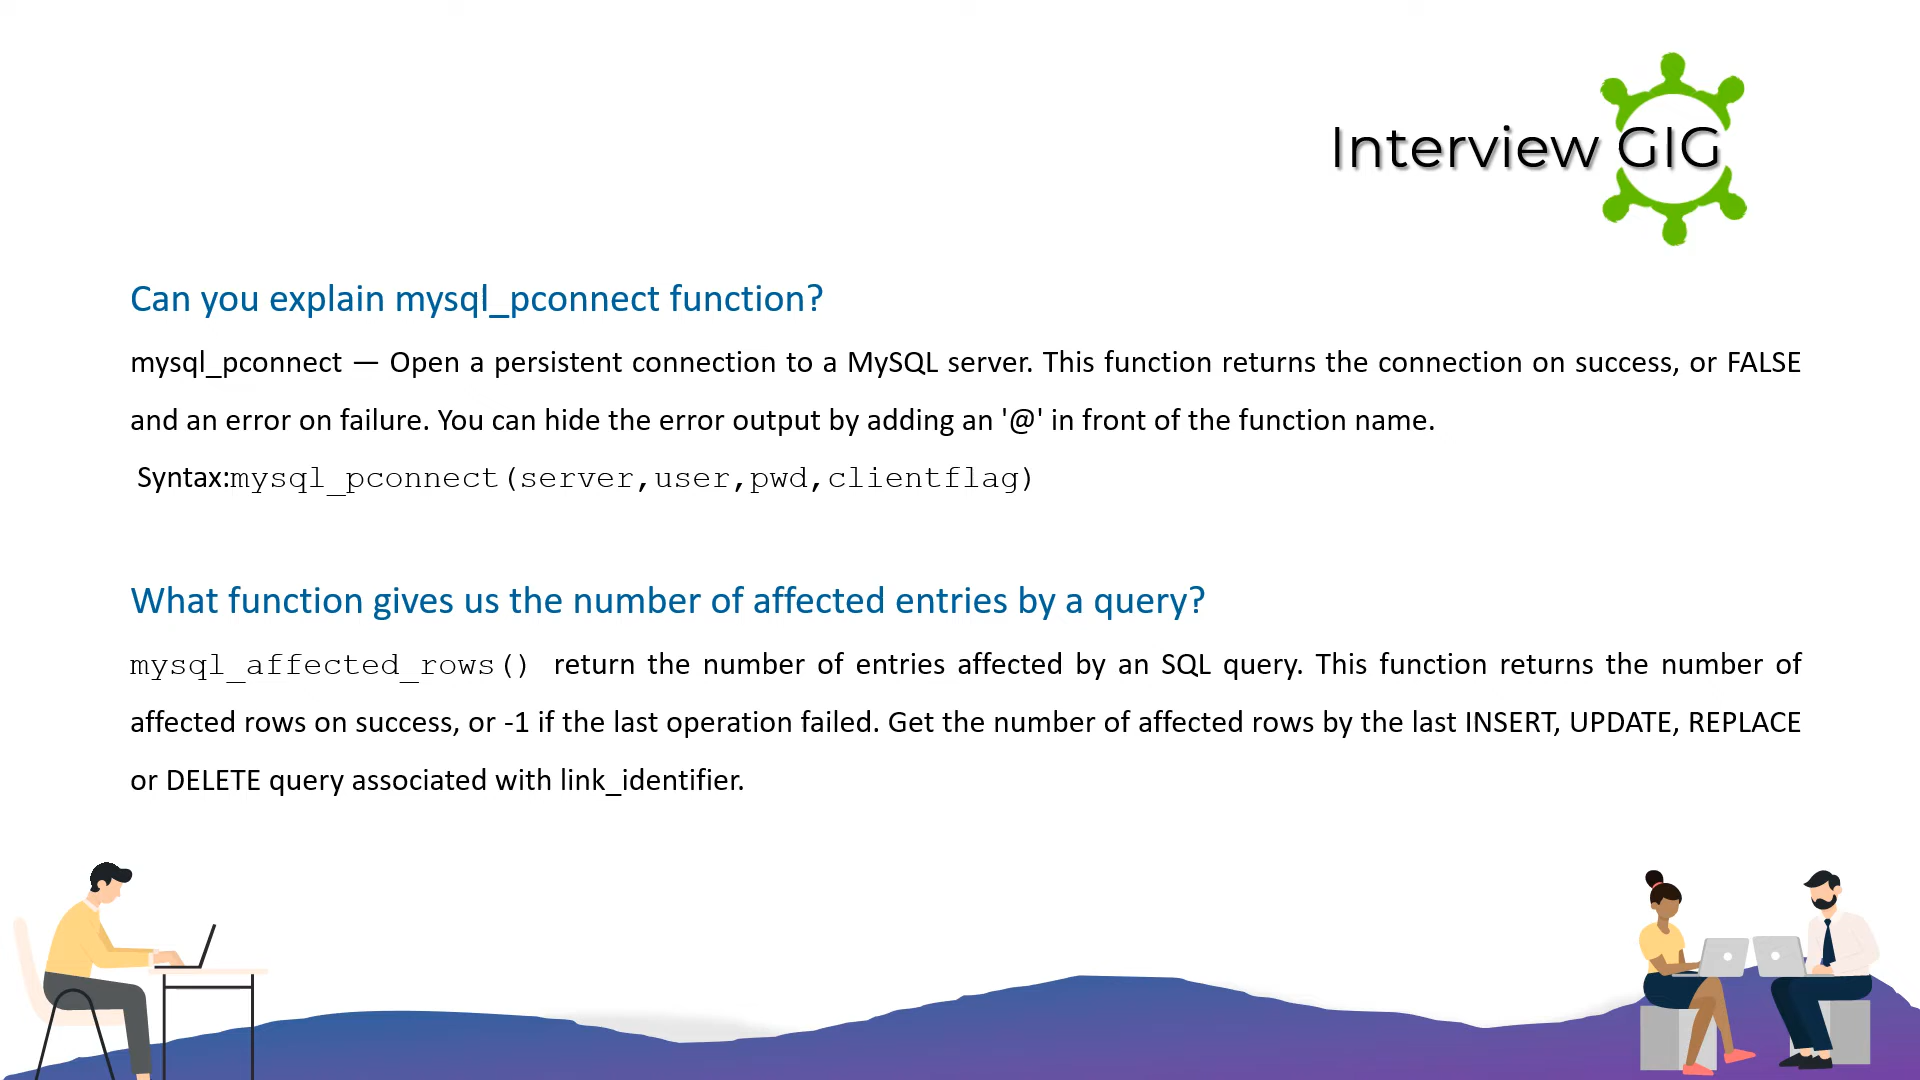 Interview GIG
Can you explain mysql_pconnect function?
mysql_pconnect — Open a persistent connection to a MySQL server. This function returns the connection on success, or FALSE
and an error on failure. You can hide the error output by adding an '@' in front of the function name.
Syntax:mysql_pconnect(server,user,pwd,clientflag)
What function gives us the number of affected entries by a query?
mysql_affected_rows() return the number of entries affected by an SQL query. This function returns the number of
affected rows on success, or -1 if the last operation failed. Get the number of affected rows by the last INSERT, UPDATE, REPLACE
or DELETE query associated with link_identifier.